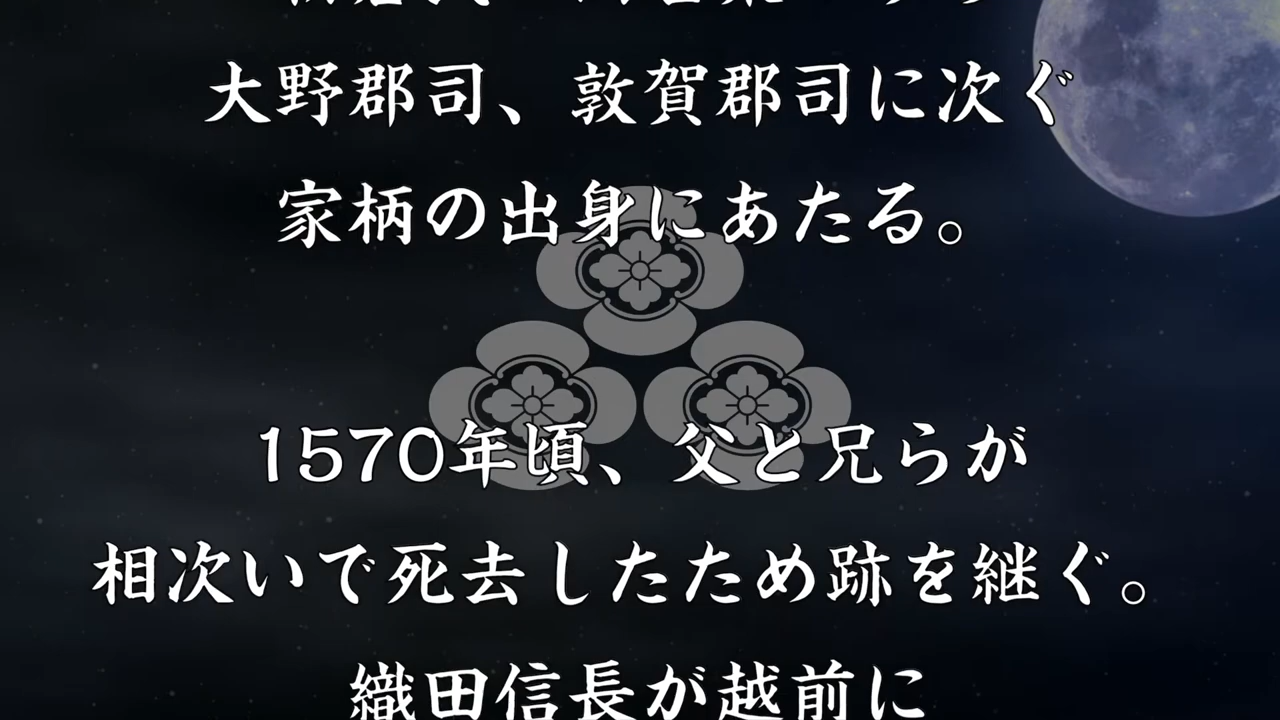 大野郡司、敦賀郡司に次ぐ
家柄の出身にあたる。
1570年頃、父と兄らが
相次いで死去したため跡を継ぐ。
織田信長が越前に